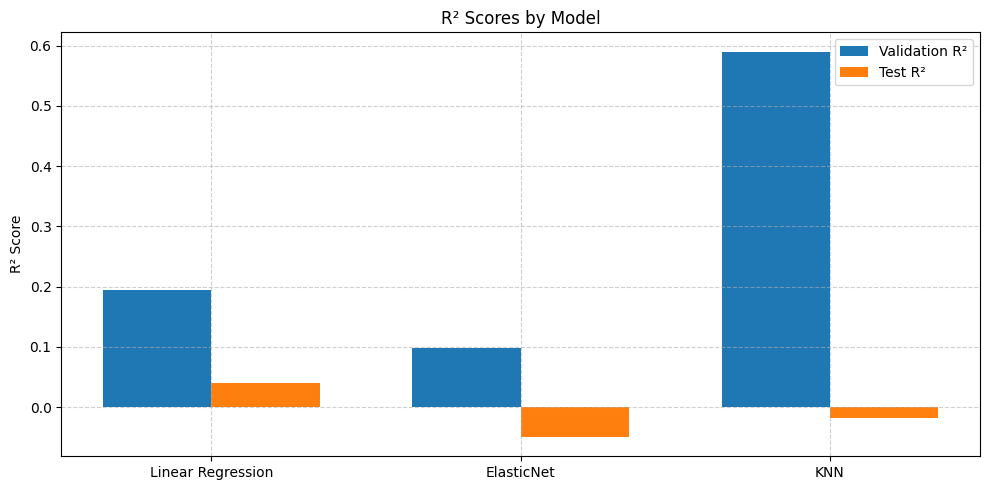 R² Scores by Model
Validation R²
Test R²
R² Score
0.6
0.5
0.4
0.3
0.2
0.1
0.0
Linear Regression
ElasticNet
KNN